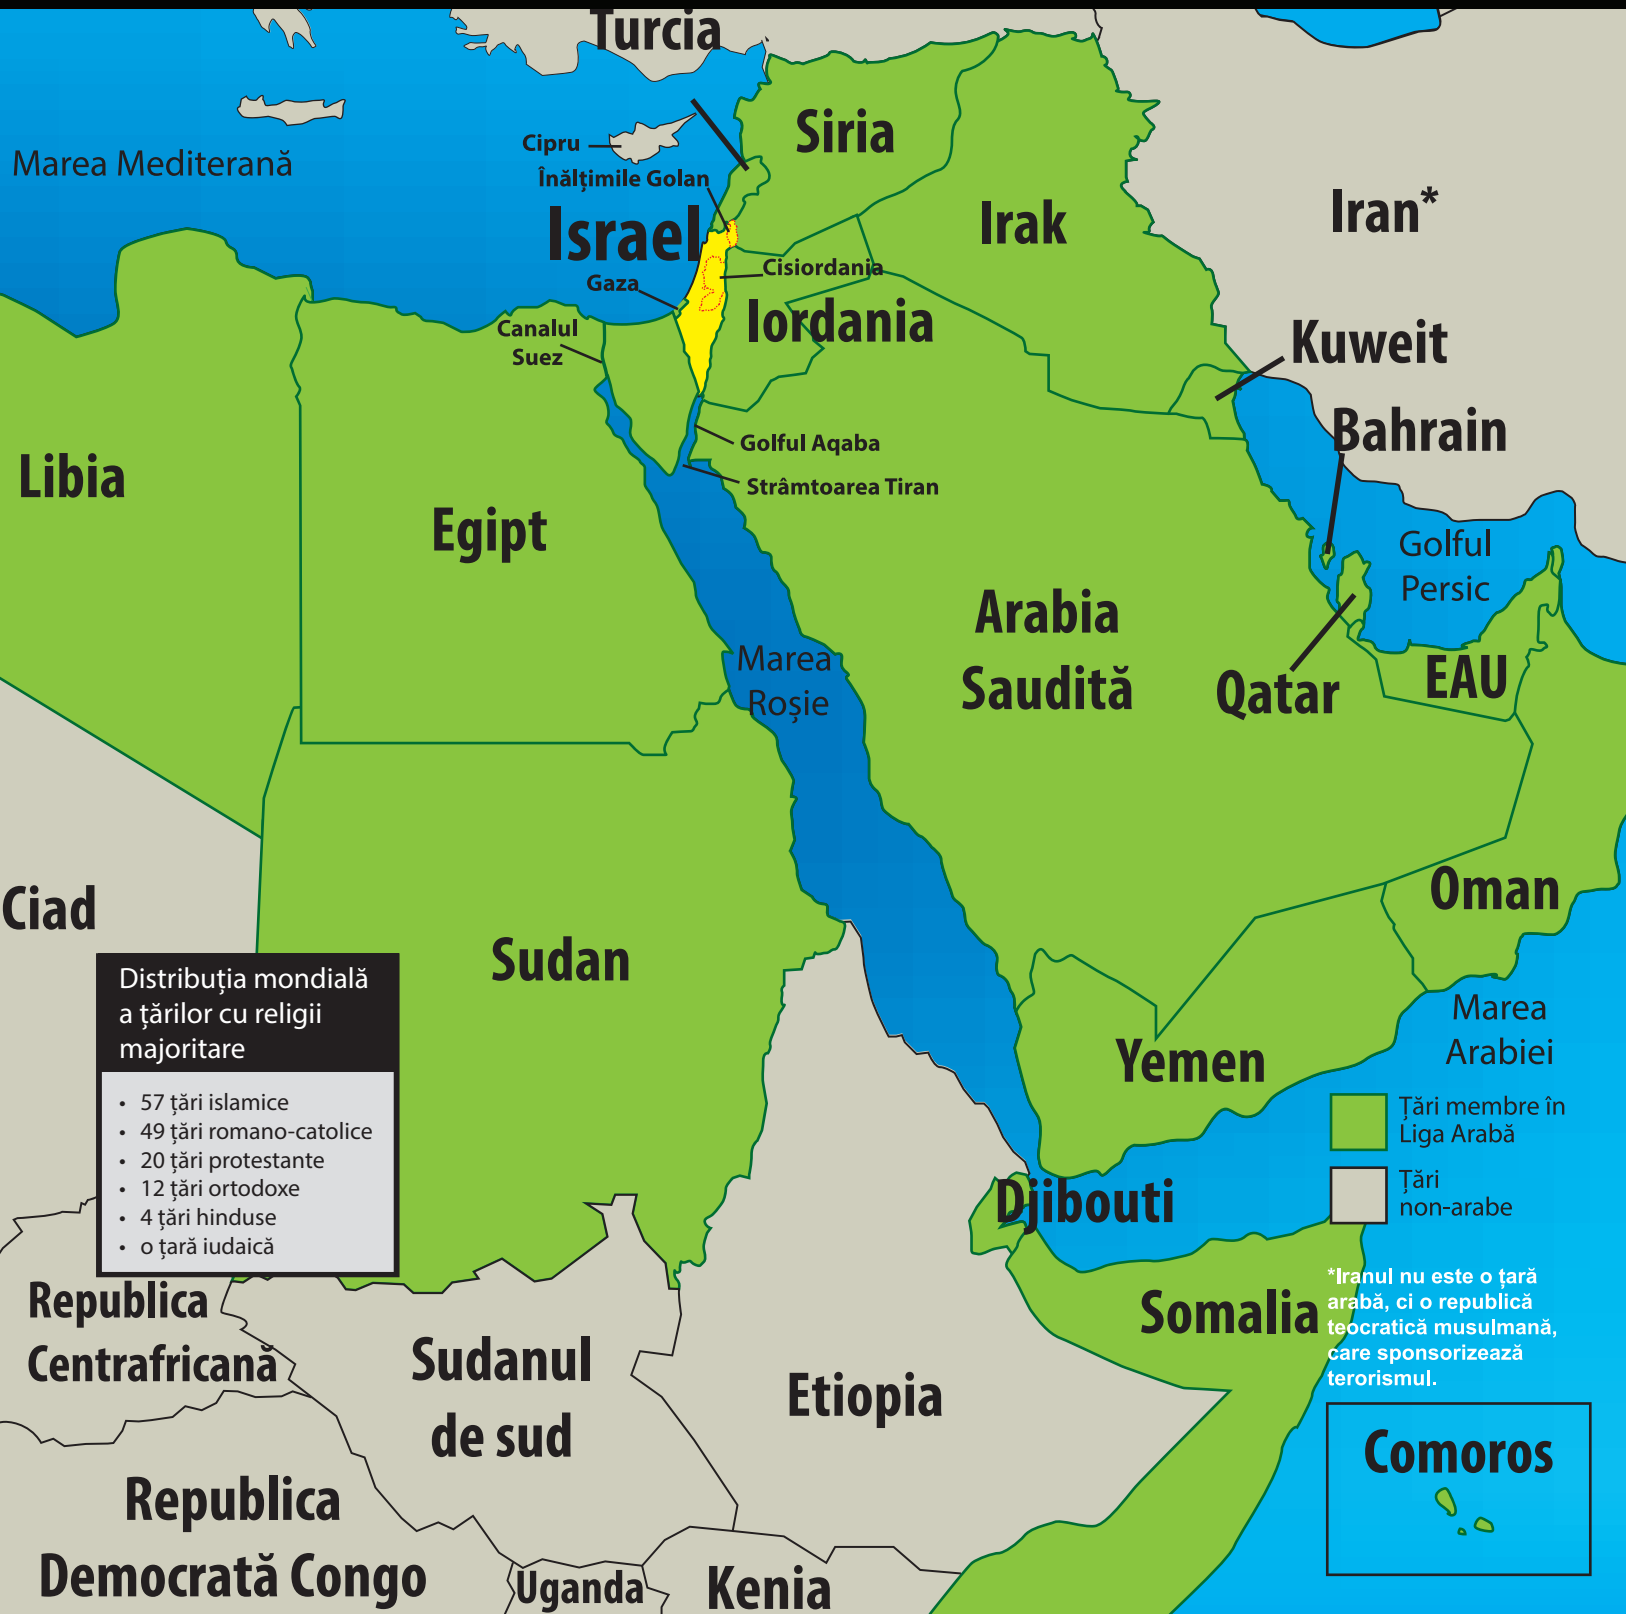 Turcia
Siria
Cipru
Marea Mediterană
Înălțimile Golan
Iran*
Irak
Israel
Cisiordania
Gaza
Iordania
Canalul
Suez
Kuweit
Bahrain
Golful Aqaba
Libia
Strâmtoarea Tiran
Egipt
Golful
Persic
Arabia
Saudită
Marea
Roșie
EAU
Qatar
Ciad
Oman
Sudan
Distribuția mondială
a țărilor cu religii
majoritare
• 57 țări islamice
• 49 țări romano-catolice
• 20 țări protestante
• 12 țări ortodoxe
• 4 țări hinduse
• o țară iudaică
Marea
Arabiei
Yemen
Țări membre în
Liga Arabă
Țări
non-arabe
Djibouti
*Iranul nu este o țară
arabă, ci o republică
teocratică musulmană,
care sponsorizează
terorismul.
Somalia
Republica
Centrafricană
Sudanul
de sud
Etiopia
Comoros
Republica
Democrată Congo
Uganda
Kenia